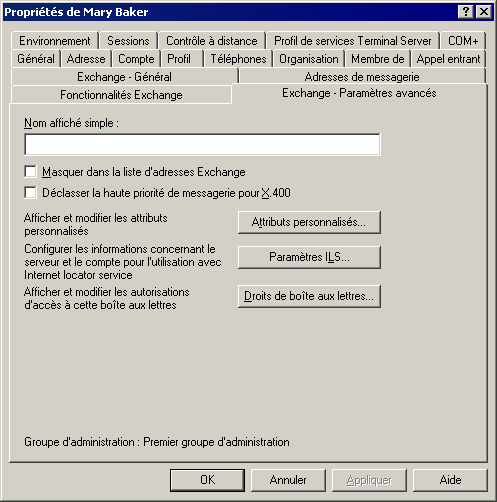 Propriétés de Mary Baker
Environnement Sessions Contrôle à distance Profil de services Terminal Server COM+
Général Adresse Compte Profil Téléphones Organisation Membre de Appel entrant
Exchange - Général Adresses de messagerie
Fonctionnalités Exchange Exchange - Paramètres avancés
Nom affiché simple :
Masquer dans la liste d'adresses Exchange
Déclasser la haute priorité de messagerie pour X.400
Afficher et modifier les attributs
personnalisés
Attributs personnalisés...
Configurer les informations concernant le
serveur et le compte pour l'utilisation avec
Internet locator service
Paramètres ILS...
Afficher et modifier les autorisations
d'accès à cette boîte aux lettres
Droits de boîte aux lettres...
Groupe d'administration : Premier groupe d'administration
OK Annuler Appliquer Aide